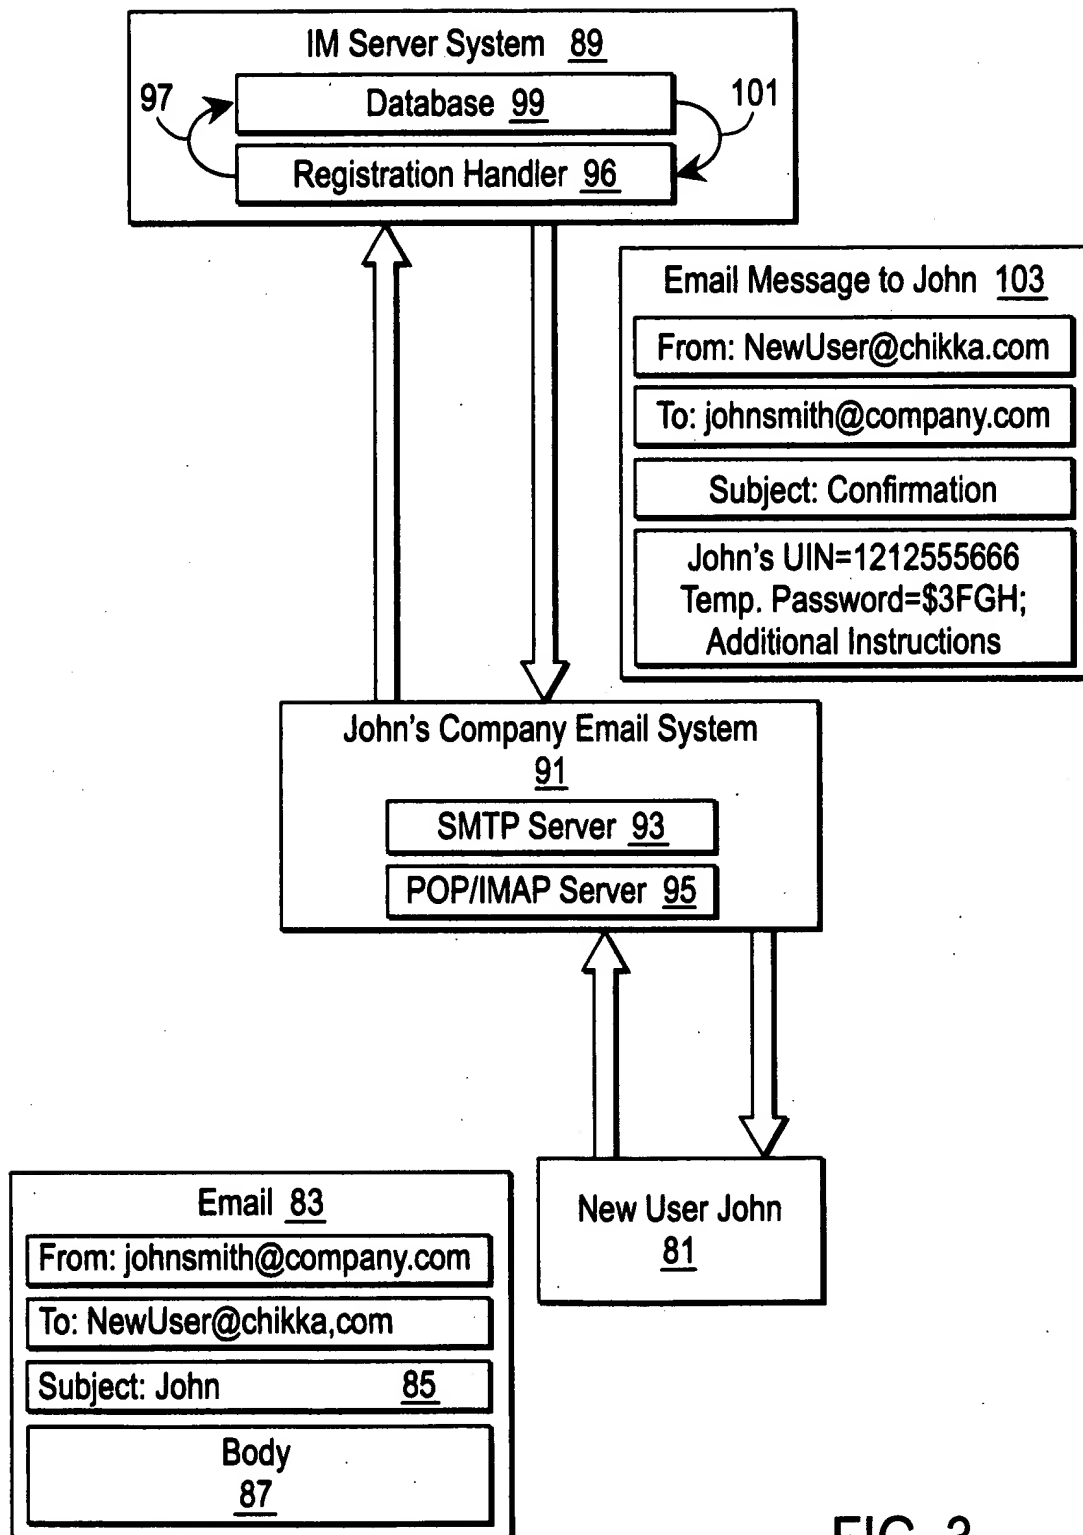 IM Server System 89
97
Database 99
101
Registration Handler 96
Email Message to John 103
From: NewUser@chikka.com
To: johnsmith@company.com
Subject: Confirmation
John's UIN=1212555666
Temp. Password=$3FGH;
Additional Instructions
John's Company Email System
91
SMTP Server 93
POP/IMAP Server 95
New User John
81
Email 83
From: johnsmith@company.com
To: NewUser@chikka,com
Subject: John 85
Body
87
FIG. 3